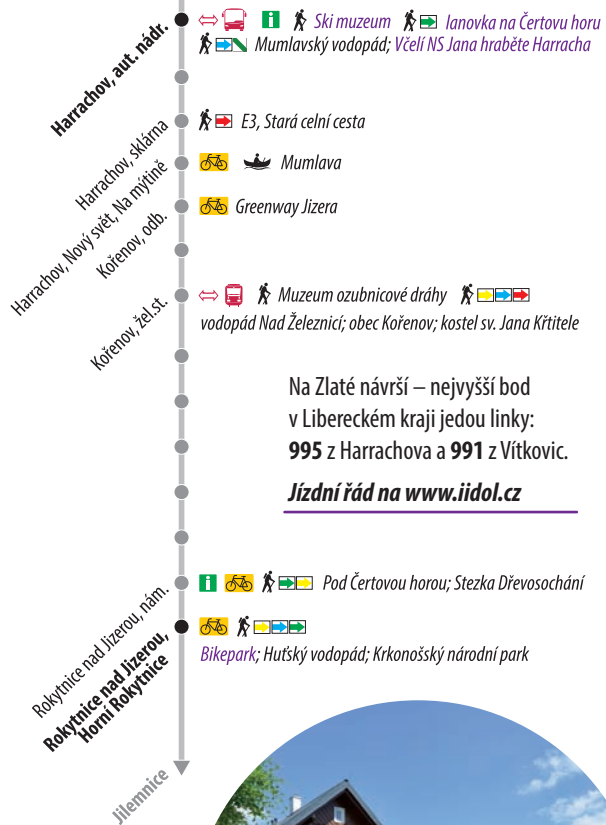 Harrachov, aut. nádr.
Ski muzeum lanovka na Čertovu horu
Mumlavský vodopád; Včelí NS Jana hraběte Harracha
Harrachov, sklárna
E3, Stará celní cesta
Harrachov, Nový svět, Na mýtině
Mumlava
Kořenov, odb.
Greenway Jizera
Kořenov, žel.st.
Muzeum ozubnicové dráhy
vodopád Nad Železnicí; obec Kořenov; kostel sv. Jana Křtitele
Na Zlaté návrší – nejvyšší bod
v Libereckém kraji jedou linky:
995 z Harrachova a 991 z Vítkovic.
Jízdní řád na www.iidol.cz
Rokytnice nad Jizerou, nám.
i
Pod Čertovou horou; Stezka Dřevosochání
Rokytnice nad Jizerou,
Horní Rokytnice
Bikepark; Huťský vodopád; Krkonošský národní park
Jilemnice